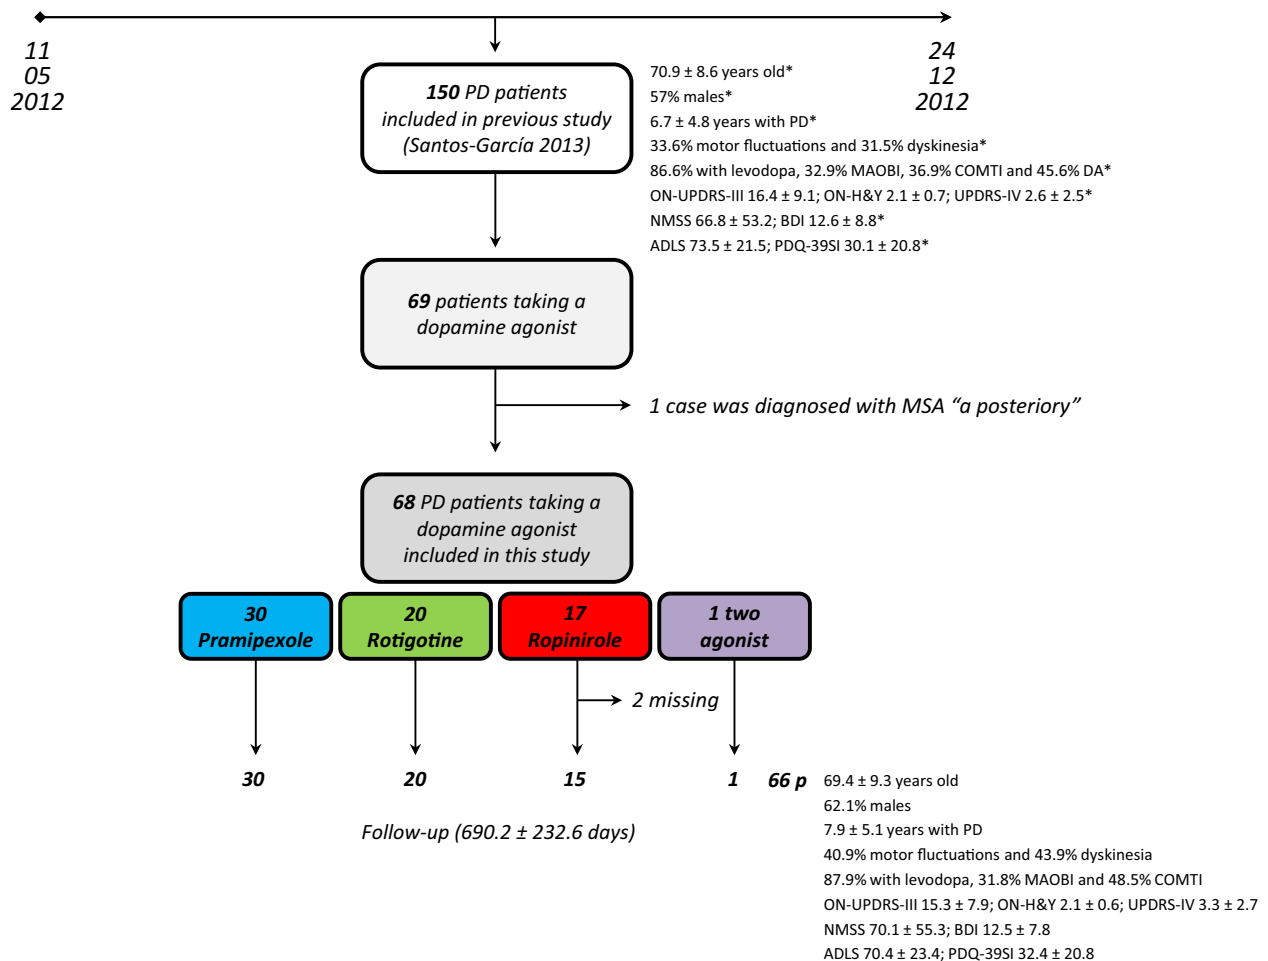 11
05
2012
24
12
2012
150 PD patients
included in previous study
(Santos-García 2013)
70.9 ± 8.6 years old*
57% males*
6.7 ± 4.8 years with PD*
33.6% motor fluctuations and 31.5% dyskinesia*
86.6% with levodopa, 32.9% MAOBI, 36.9% COMTI and 45.6% DA*
ON-UPDRS-III 16.4 ± 9.1; ON-H&Y 2.1 ± 0.7; UPDRS-IV 2.6 ± 2.5*
NMSS 66.8 ± 53.2; BDI 12.6 ± 8.8*
ADLS 73.5 ± 21.5; PDQ-39SI 30.1 ± 20.8*
69 patients taking a
dopamine agonist
1 case was diagnosed with MSA “a posteriory”
68 PD patients taking a
dopamine agonist
included in this study
30
Pramipexole
20
Rotigotine
17
Ropinirole
1 two
agonist
2 missing
30
20
15
1
66 p
Follow-up (690.2 ± 232.6 days)
69.4 ± 9.3 years old
62.1% males
7.9 ± 5.1 years with PD
40.9% motor fluctuations and 43.9% dyskinesia
87.9% with levodopa, 31.8% MAOBI and 48.5% COMTI
ON-UPDRS-III 15.3 ± 7.9; ON-H&Y 2.1 ± 0.6; UPDRS-IV 3.3 ± 2.7
NMSS 70.1 ± 55.3; BDI 12.5 ± 7.8
ADLS 70.4 ± 23.4; PDQ-39SI 32.4 ± 20.8